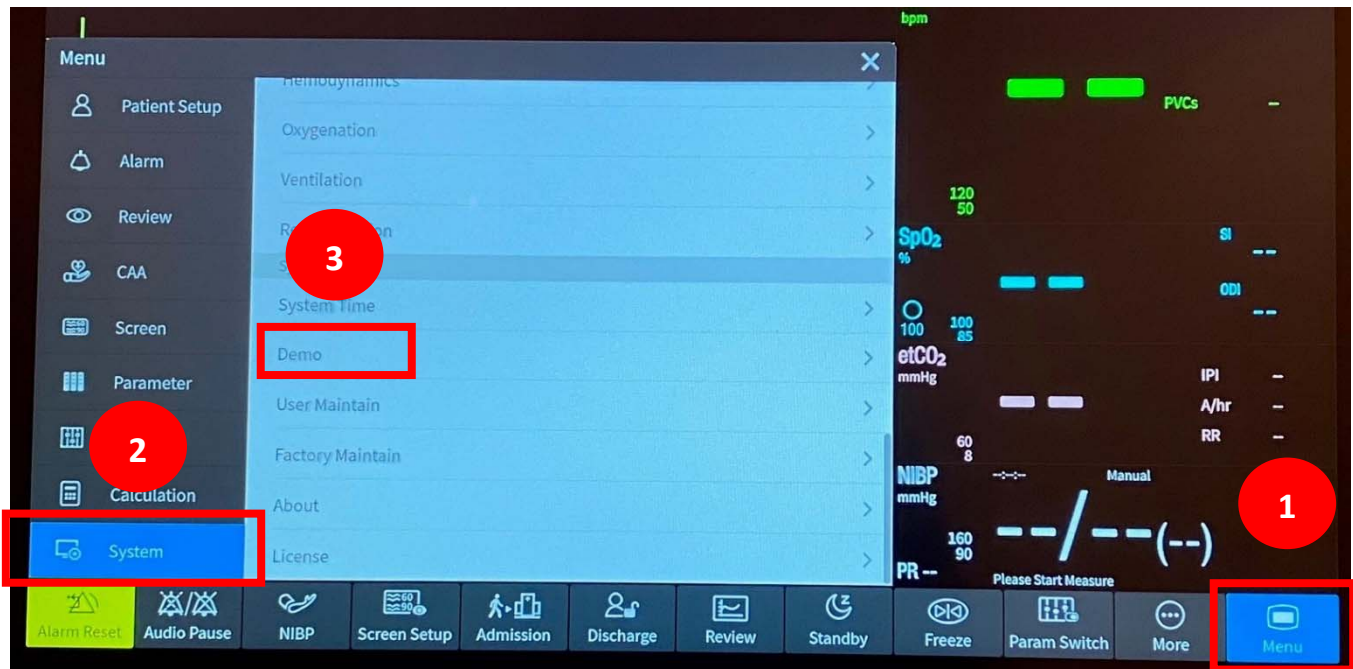 bpm
Menu
Hemodynamics
Patient Setup
PVCs
--
Oxygenation
Alarm
Ventilation
120
50
Review
3
SpO2
%
SI
--
CAA
System Time
ODI
--
100
100
85
Screen
Demo
etCO2
mmHg
IPI
--
Parameter
User Maintain
A/hr
--
RR
--
2
Factory Maintain
60
8
NIBP
mmHg
--:--:--
Manual
1
Calculation
About
--/--(--)
160
90
System
License
PR --
Please Start Measure
Alarm Reset
Audio Pause
NIBP
Screen Setup
Admission
Discharge
Review
Standby
Freeze
Param Switch
More
Menu